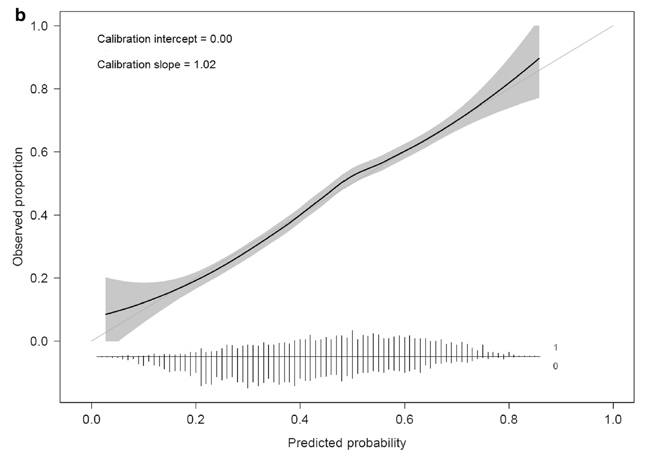 b
Calibration intercept = 0.00
Calibration slope = 1.02
Observed proportion
1.0
0.8
0.6
0.4
0.2
0.0
1
0
0.0 0.2 0.4 0.6 0.8 1.0
Predicted probability